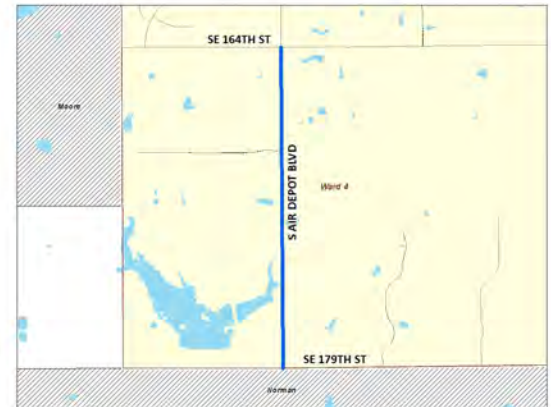 SE 164TH ST
Moore
S AIR DEPOT BLVD
Ward 4
SE 179TH ST
Norman